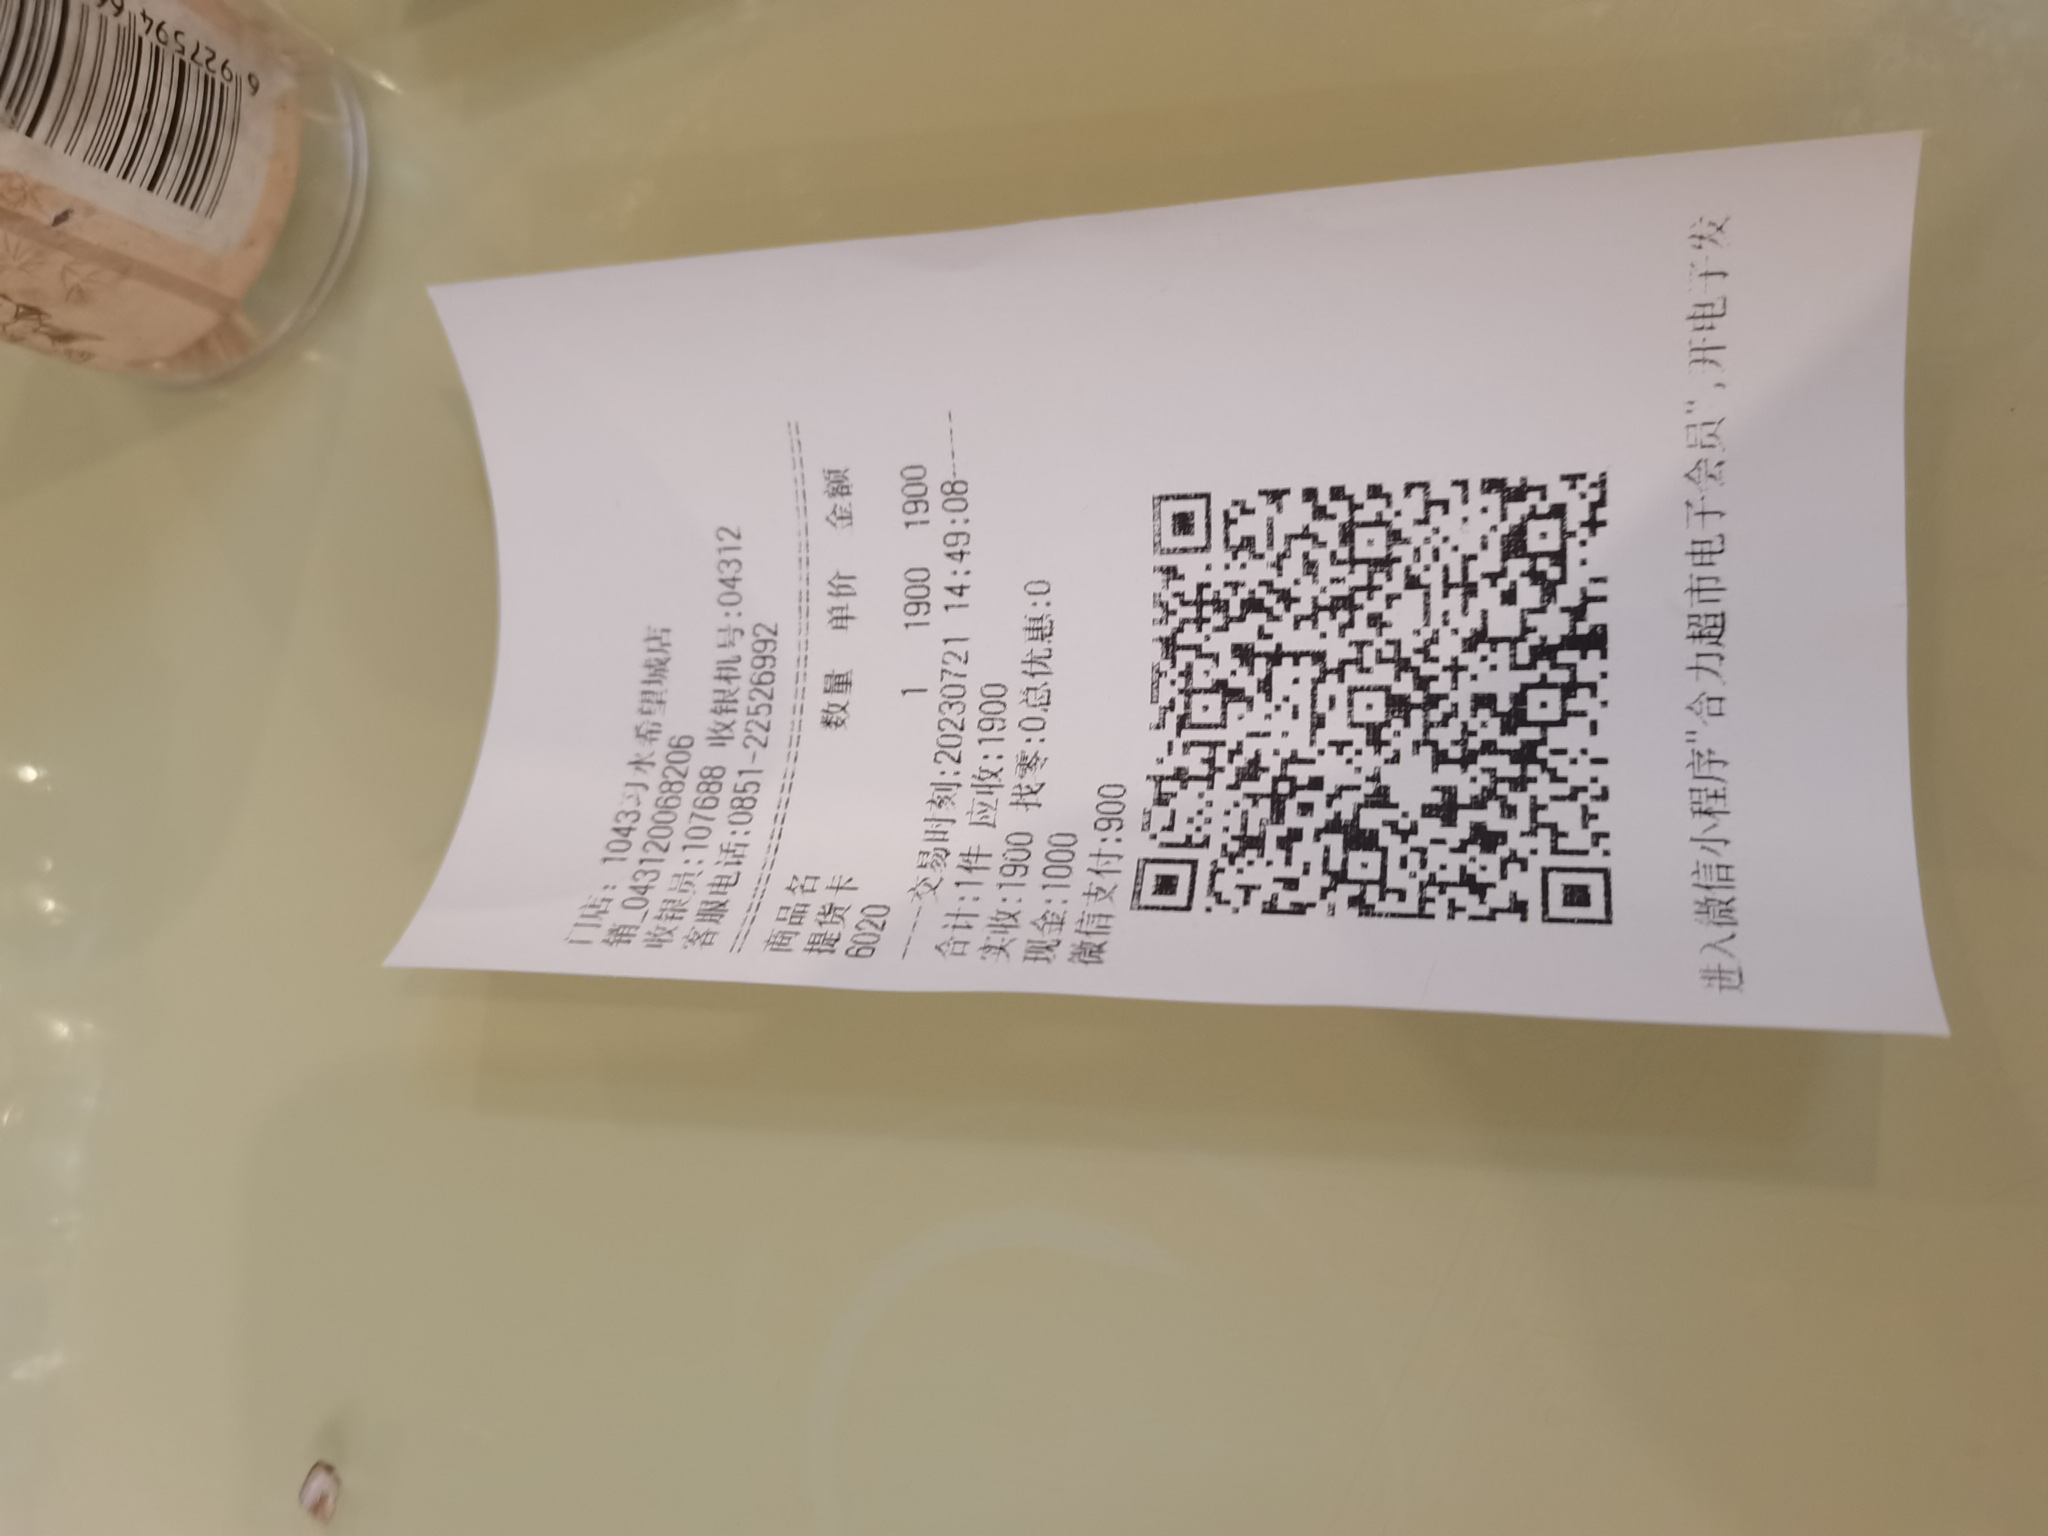 门店: 1043习水希望城店
销_04312006​8206
收银员:107688 收银机号:04312
客服电话:0851-225269​92
商品名 数量 单价 金额
提货卡
6020 1 1900 1900
----交易时刻:20230721 14:49:08----
合计:1件 应收:1900
实收:1900 找零:0总优惠:0
现金:1000
微信支付:900
进入微信小程序"合力超市电子会员",开电子发
6 927594